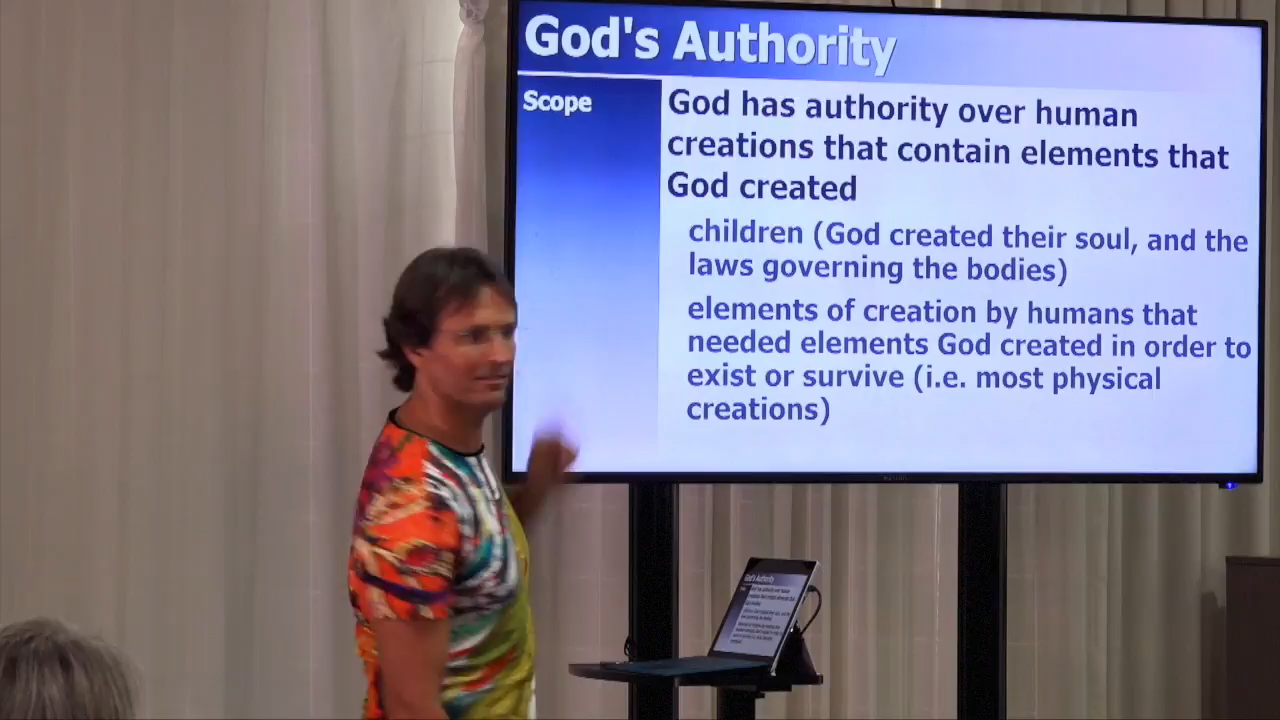 God's Authority
Scope
God has authority over human
creations that contain elements that
God created
children (God created their soul, and the
laws governing the bodies)
elements of creation by humans that
needed elements God created in order to
exist or survive (i.e. most physical
creations)
God's Authority